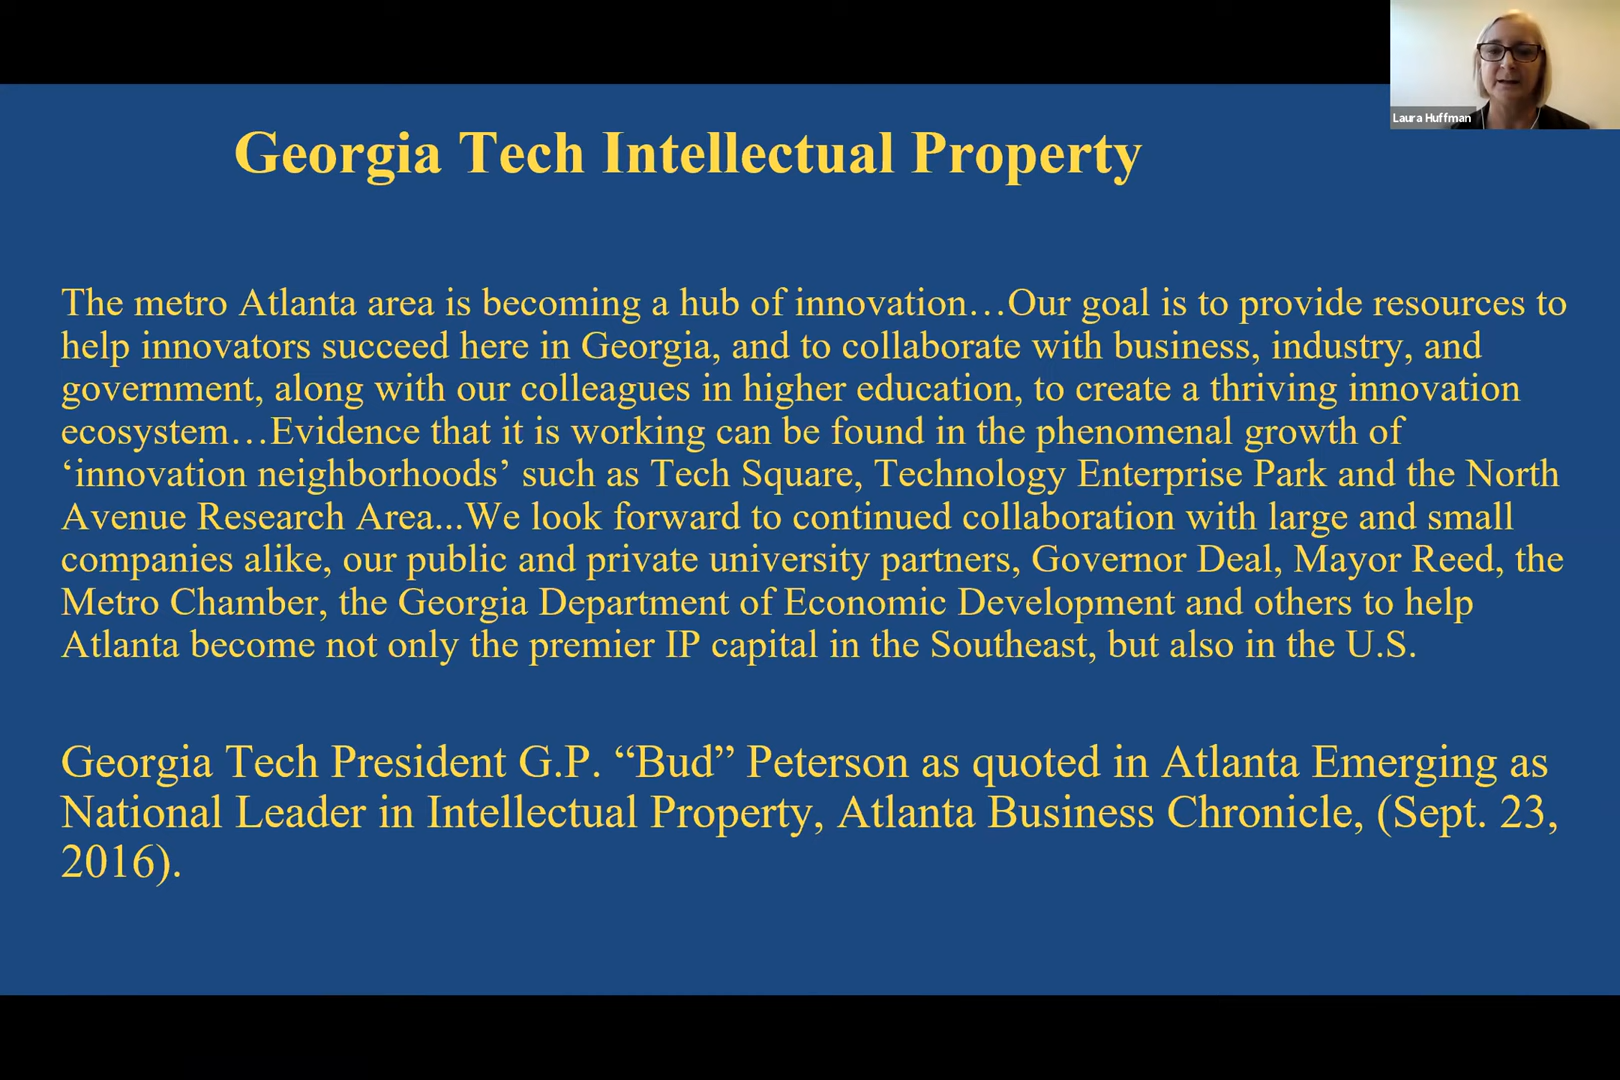 Laura Huffman
Georgia Tech Intellectual Property
The metro Atlanta area is becoming a hub of innovation…Our goal is to provide resources to
help innovators succeed here in Georgia, and to collaborate with business, industry, and
government, along with our colleagues in higher education, to create a thriving innovation
ecosystem…Evidence that it is working can be found in the phenomenal growth of
‘innovation neighborhoods’ such as Tech Square, Technology Enterprise Park and the North
Avenue Research Area...We look forward to continued collaboration with large and small
companies alike, our public and private university partners, Governor Deal, Mayor Reed, the
Metro Chamber, the Georgia Department of Economic Development and others to help
Atlanta become not only the premier IP capital in the Southeast, but also in the U.S.
Georgia Tech President G.P. “Bud” Peterson as quoted in Atlanta Emerging as
National Leader in Intellectual Property, Atlanta Business Chronicle, (Sept. 23,
2016).